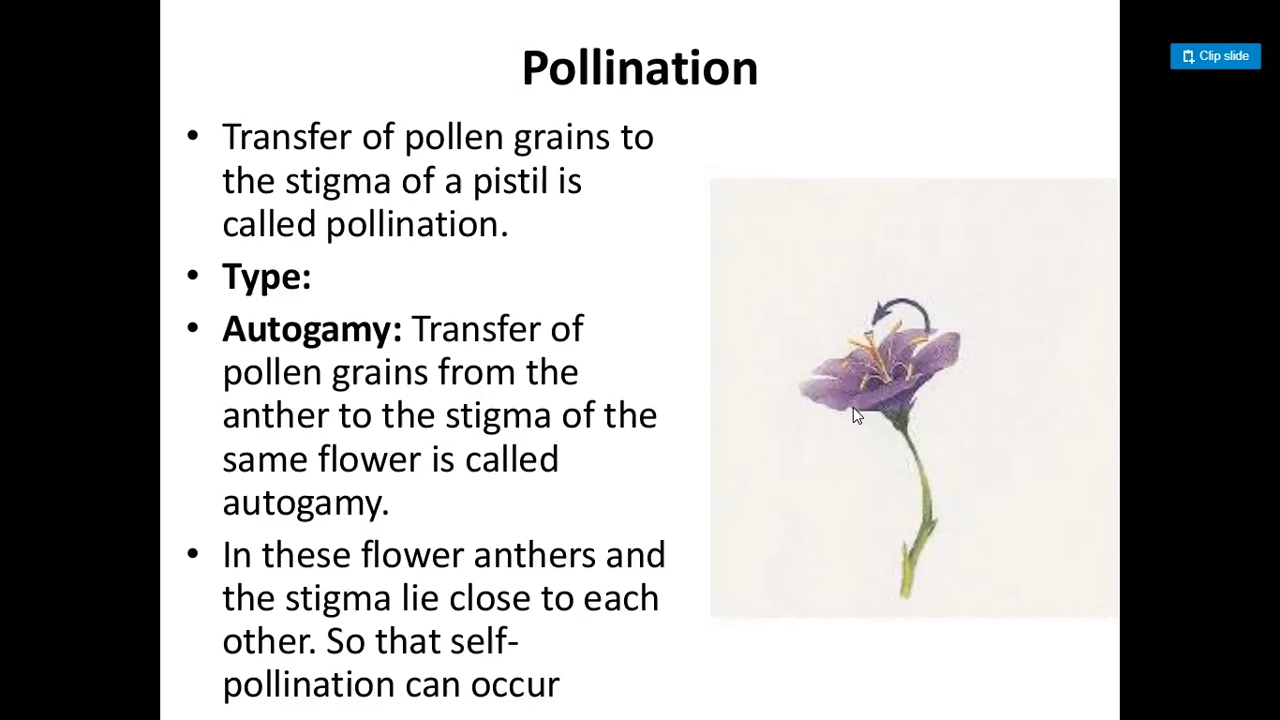 Pollination
Clip slide
• Transfer of pollen grains to
the stigma of a pistil is
called pollination.
• Type:
• Autogamy: Transfer of
pollen grains from the
anther to the stigma of the
same flower is called
autogamy.
• In these flower anthers and
the stigma lie close to each
other. So that self-
pollination can occur